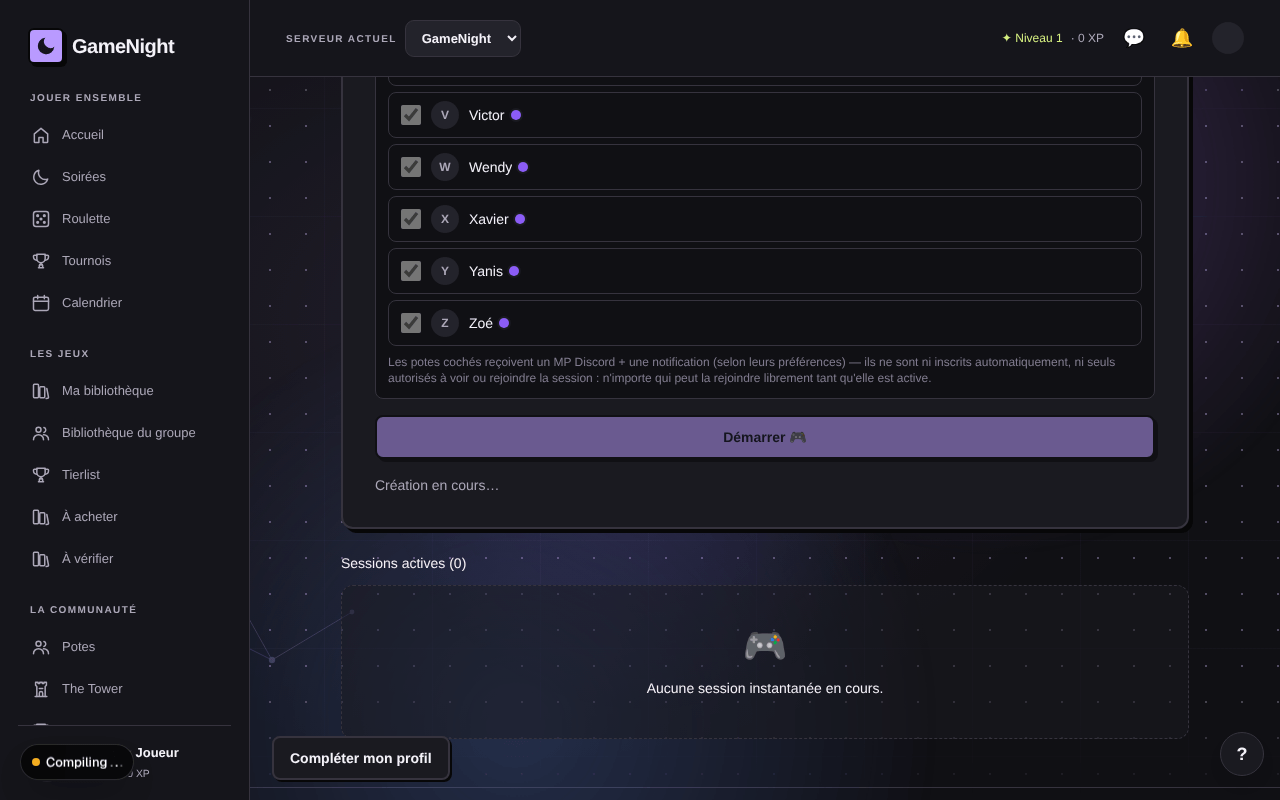 GameNight
SERVEUR ACTUEL
GameNight
✦ Niveau 1 · 0 XP
JOUER ENSEMBLE
Accueil
Soirées
Roulette
Tournois
Calendrier
LES JEUX
Ma bibliothèque
Bibliothèque du groupe
Tierlist
À acheter
À vérifier
LA COMMUNAUTÉ
Potes
The Tower
Joueur
XP
Compiling ...
V Victor
W Wendy
X Xavier
Y Yanis
Z Zoé
Les potes cochés reçoivent un MP Discord + une notification (selon leurs préférences) — ils ne sont ni inscrits automatiquement, ni seuls
autorisés à voir ou rejoindre la session : n'importe qui peut la rejoindre librement tant qu'elle est active.
Démarrer 🎮
Création en cours…
Sessions actives (0)
Aucune session instantanée en cours.
Compléter mon profil
?